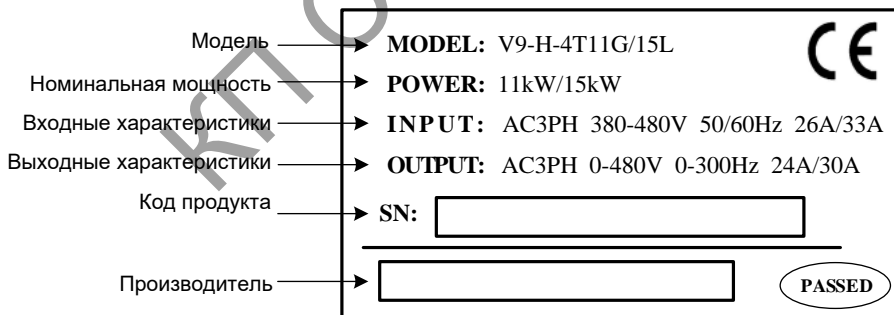 Модель
MODEL: V9-H-4T11G/15L
CE
Номинальная мощность
POWER: 11kW/15kW
Входные характеристики
INPUT: AC3PH 380-480V 50/60Hz 26A/33A
Выходные характеристики
OUTPUT: AC3PH 0-480V 0-300Hz 24A/30A
Код продукта
SN:
Производитель
PASSED
КП О